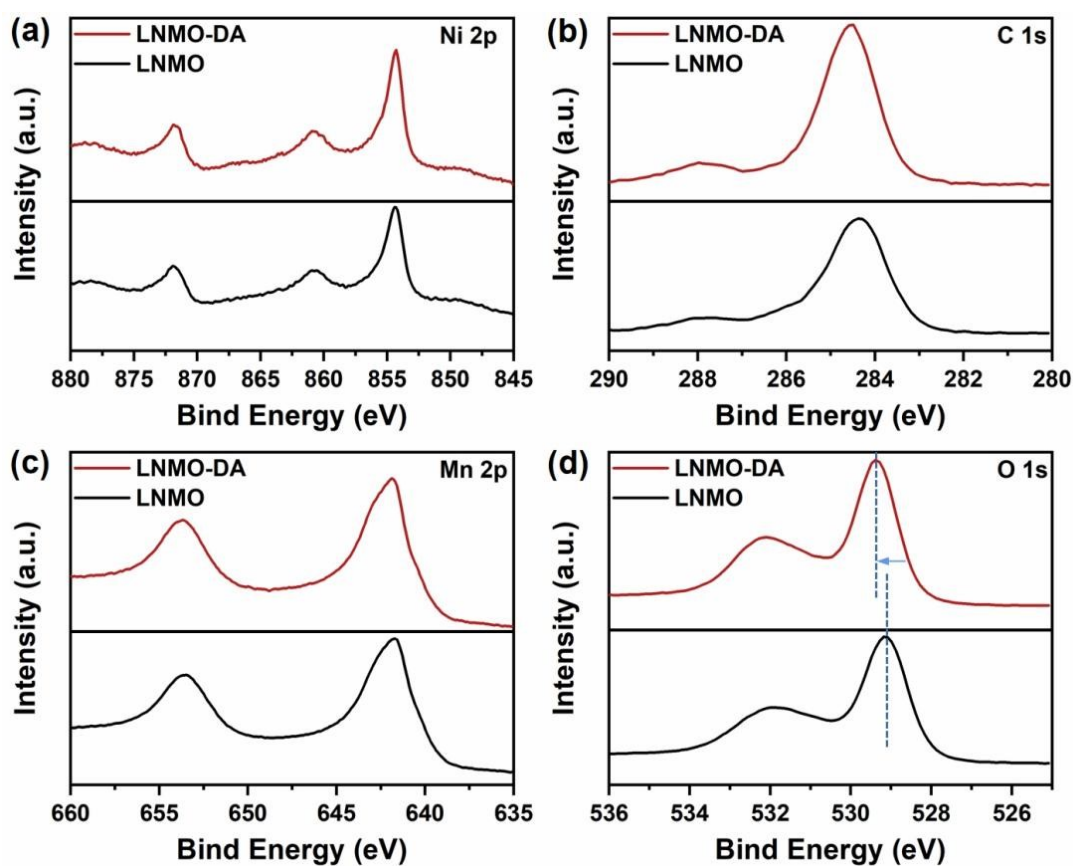 (a)
LNMO-DA
LNMO
Ni 2p
Intensity (a.u.)
880 875 870 865 860 855 850 845
Bind Energy (eV)
(b)
LNMO-DA
LNMO
C 1s
Intensity (a.u.)
290 288 286 284 282 280
Bind Energy (eV)
(c)
LNMO-DA
LNMO
Mn 2p
Intensity (a.u.)
660 655 650 645 640 635
Bind Energy (eV)
(d)
LNMO-DA
LNMO
O 1s
Intensity (a.u.)
536 534 532 530 528 526
Bind Energy (eV)